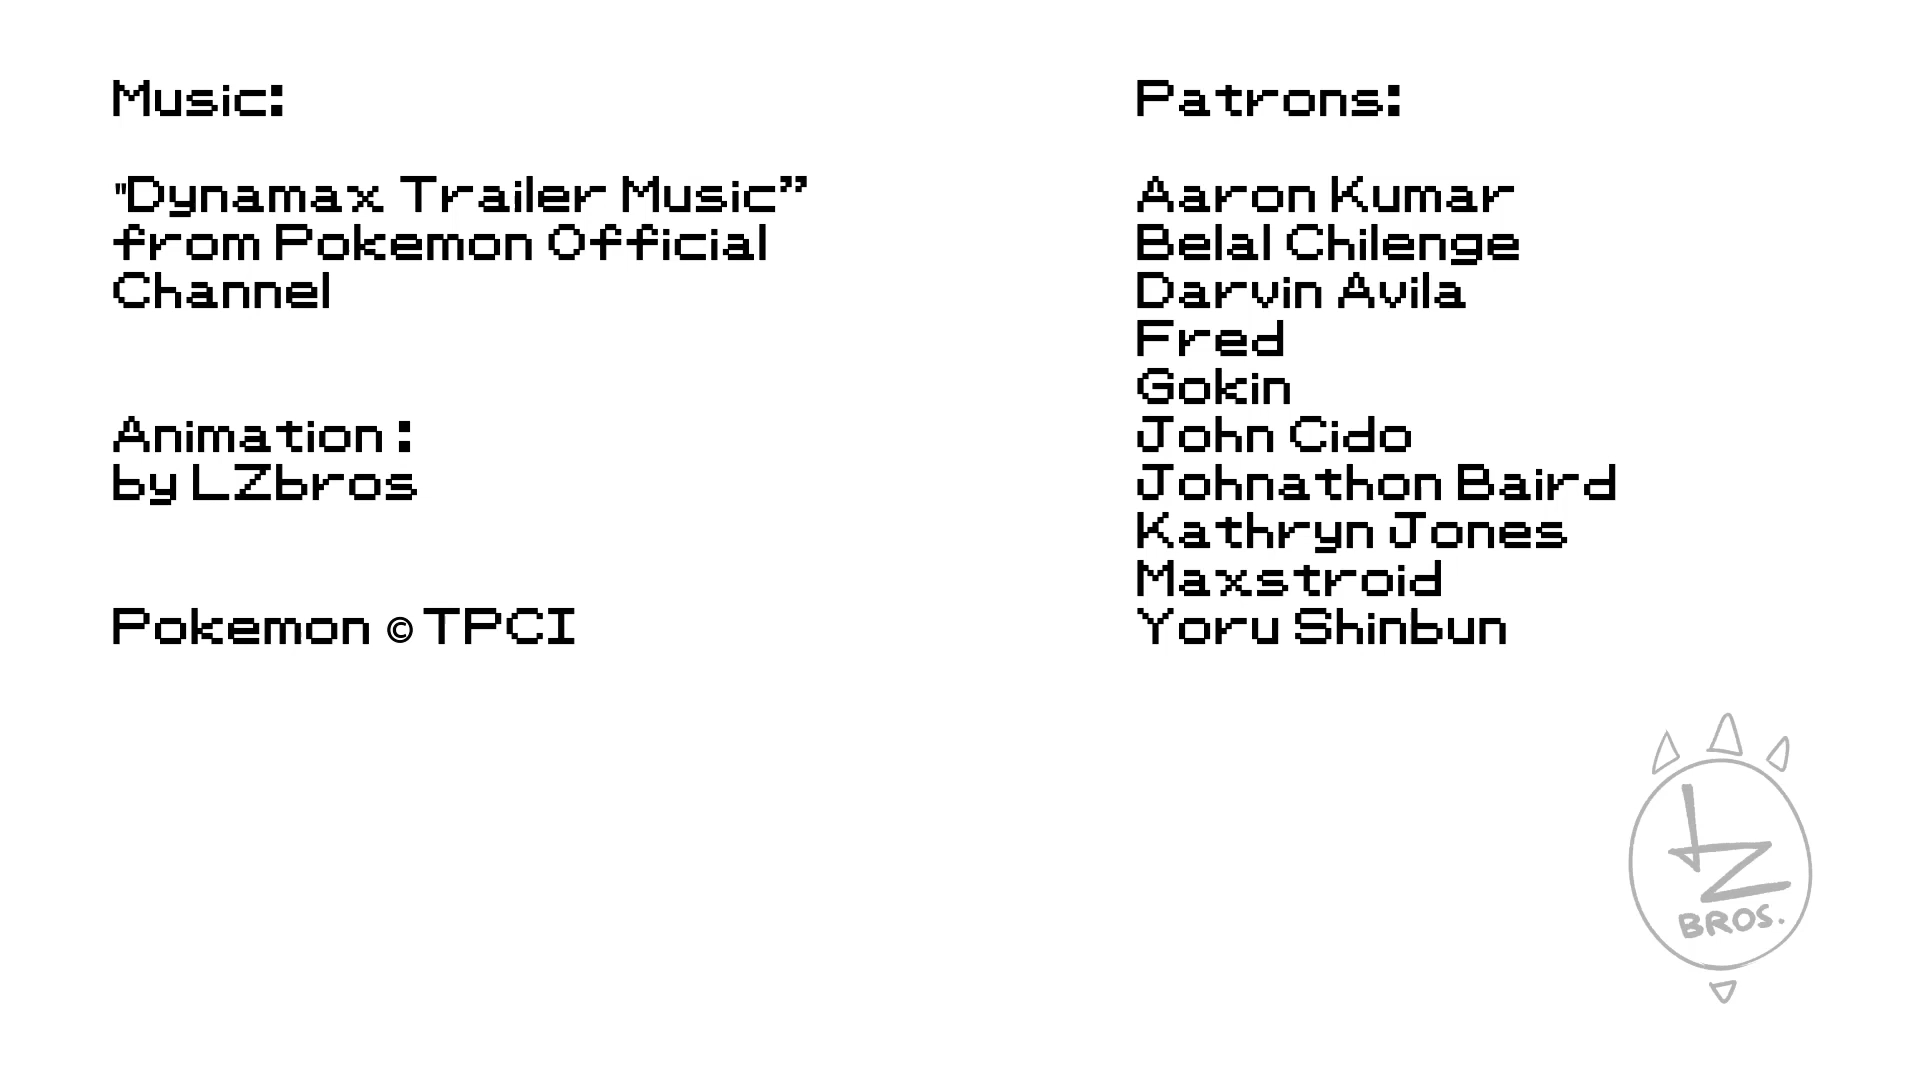 Music:
"Dynamax Trailer Music”
from Pokemon Official
Channel
Animation:
by LZbros
Pokemon © TPCI
Patrons:
Aaron Kumar
Belal Chilenge
Darvin Avila
Fred
Gokin
John Cido
Johnathon Baird
Kathryn Jones
Maxstroid
Yoru Shinbun
LZ
BROS.